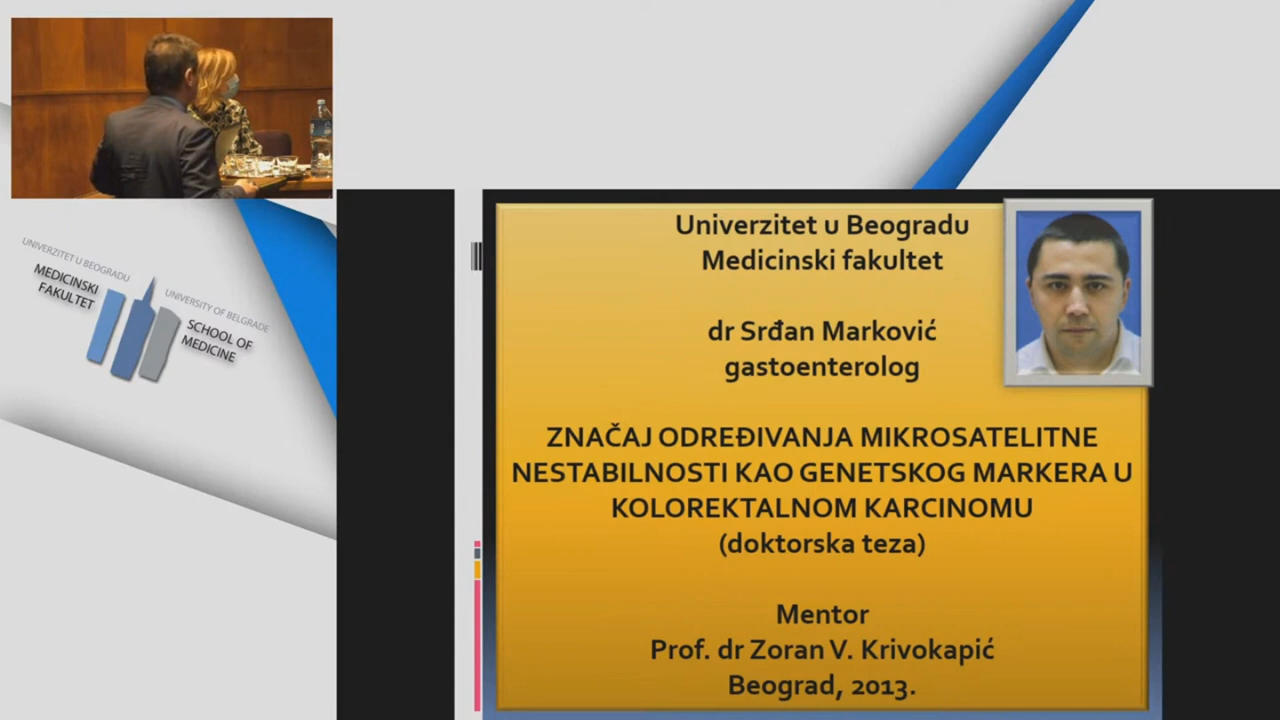 UNIVERZITET U BEOGRADU
MEDICINSKI
FAKULTET
UNIVERSITY OF BELGRADE
SCHOOL OF
MEDICINE
Univerzitet u Beogradu
Medicinski fakultet
dr Srđan Marković
gastoenterolog
ZNAČAJ ODREĐIVANJA MIKROSATELITNE
NESTABILNOSTI KAO GENETSKOG MARKERA U
KOLOREKTALNOM KARCINOMU
(doktorska teza)
Mentor
Prof. dr Zoran V. Krivokapić
Beograd, 2013.